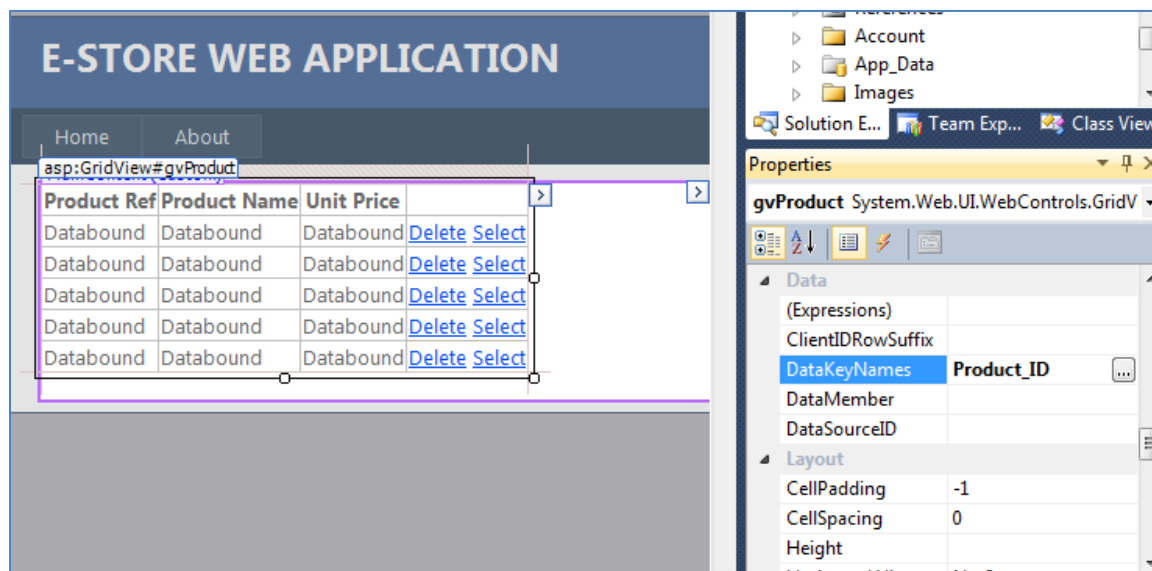 E-STORE WEB APPLICATION
Home About
asp:GridView#gvProduct
Product Ref Product Name Unit Price
Databound Databound Databound Delete Select
Databound Databound Databound Delete Select
Databound Databound Databound Delete Select
Databound Databound Databound Delete Select
Databound Databound Databound Delete Select
References
Account
App_Data
Images
Solution E... Team Exp... Class View
Properties
gvProduct System.Web.UI.WebControls.GridV
Data
(Expressions)
ClientIDRowSuffix
DataKeyNames Product_ID ...
DataMember
DataSourceID
Layout
CellPadding -1
CellSpacing 0
Height